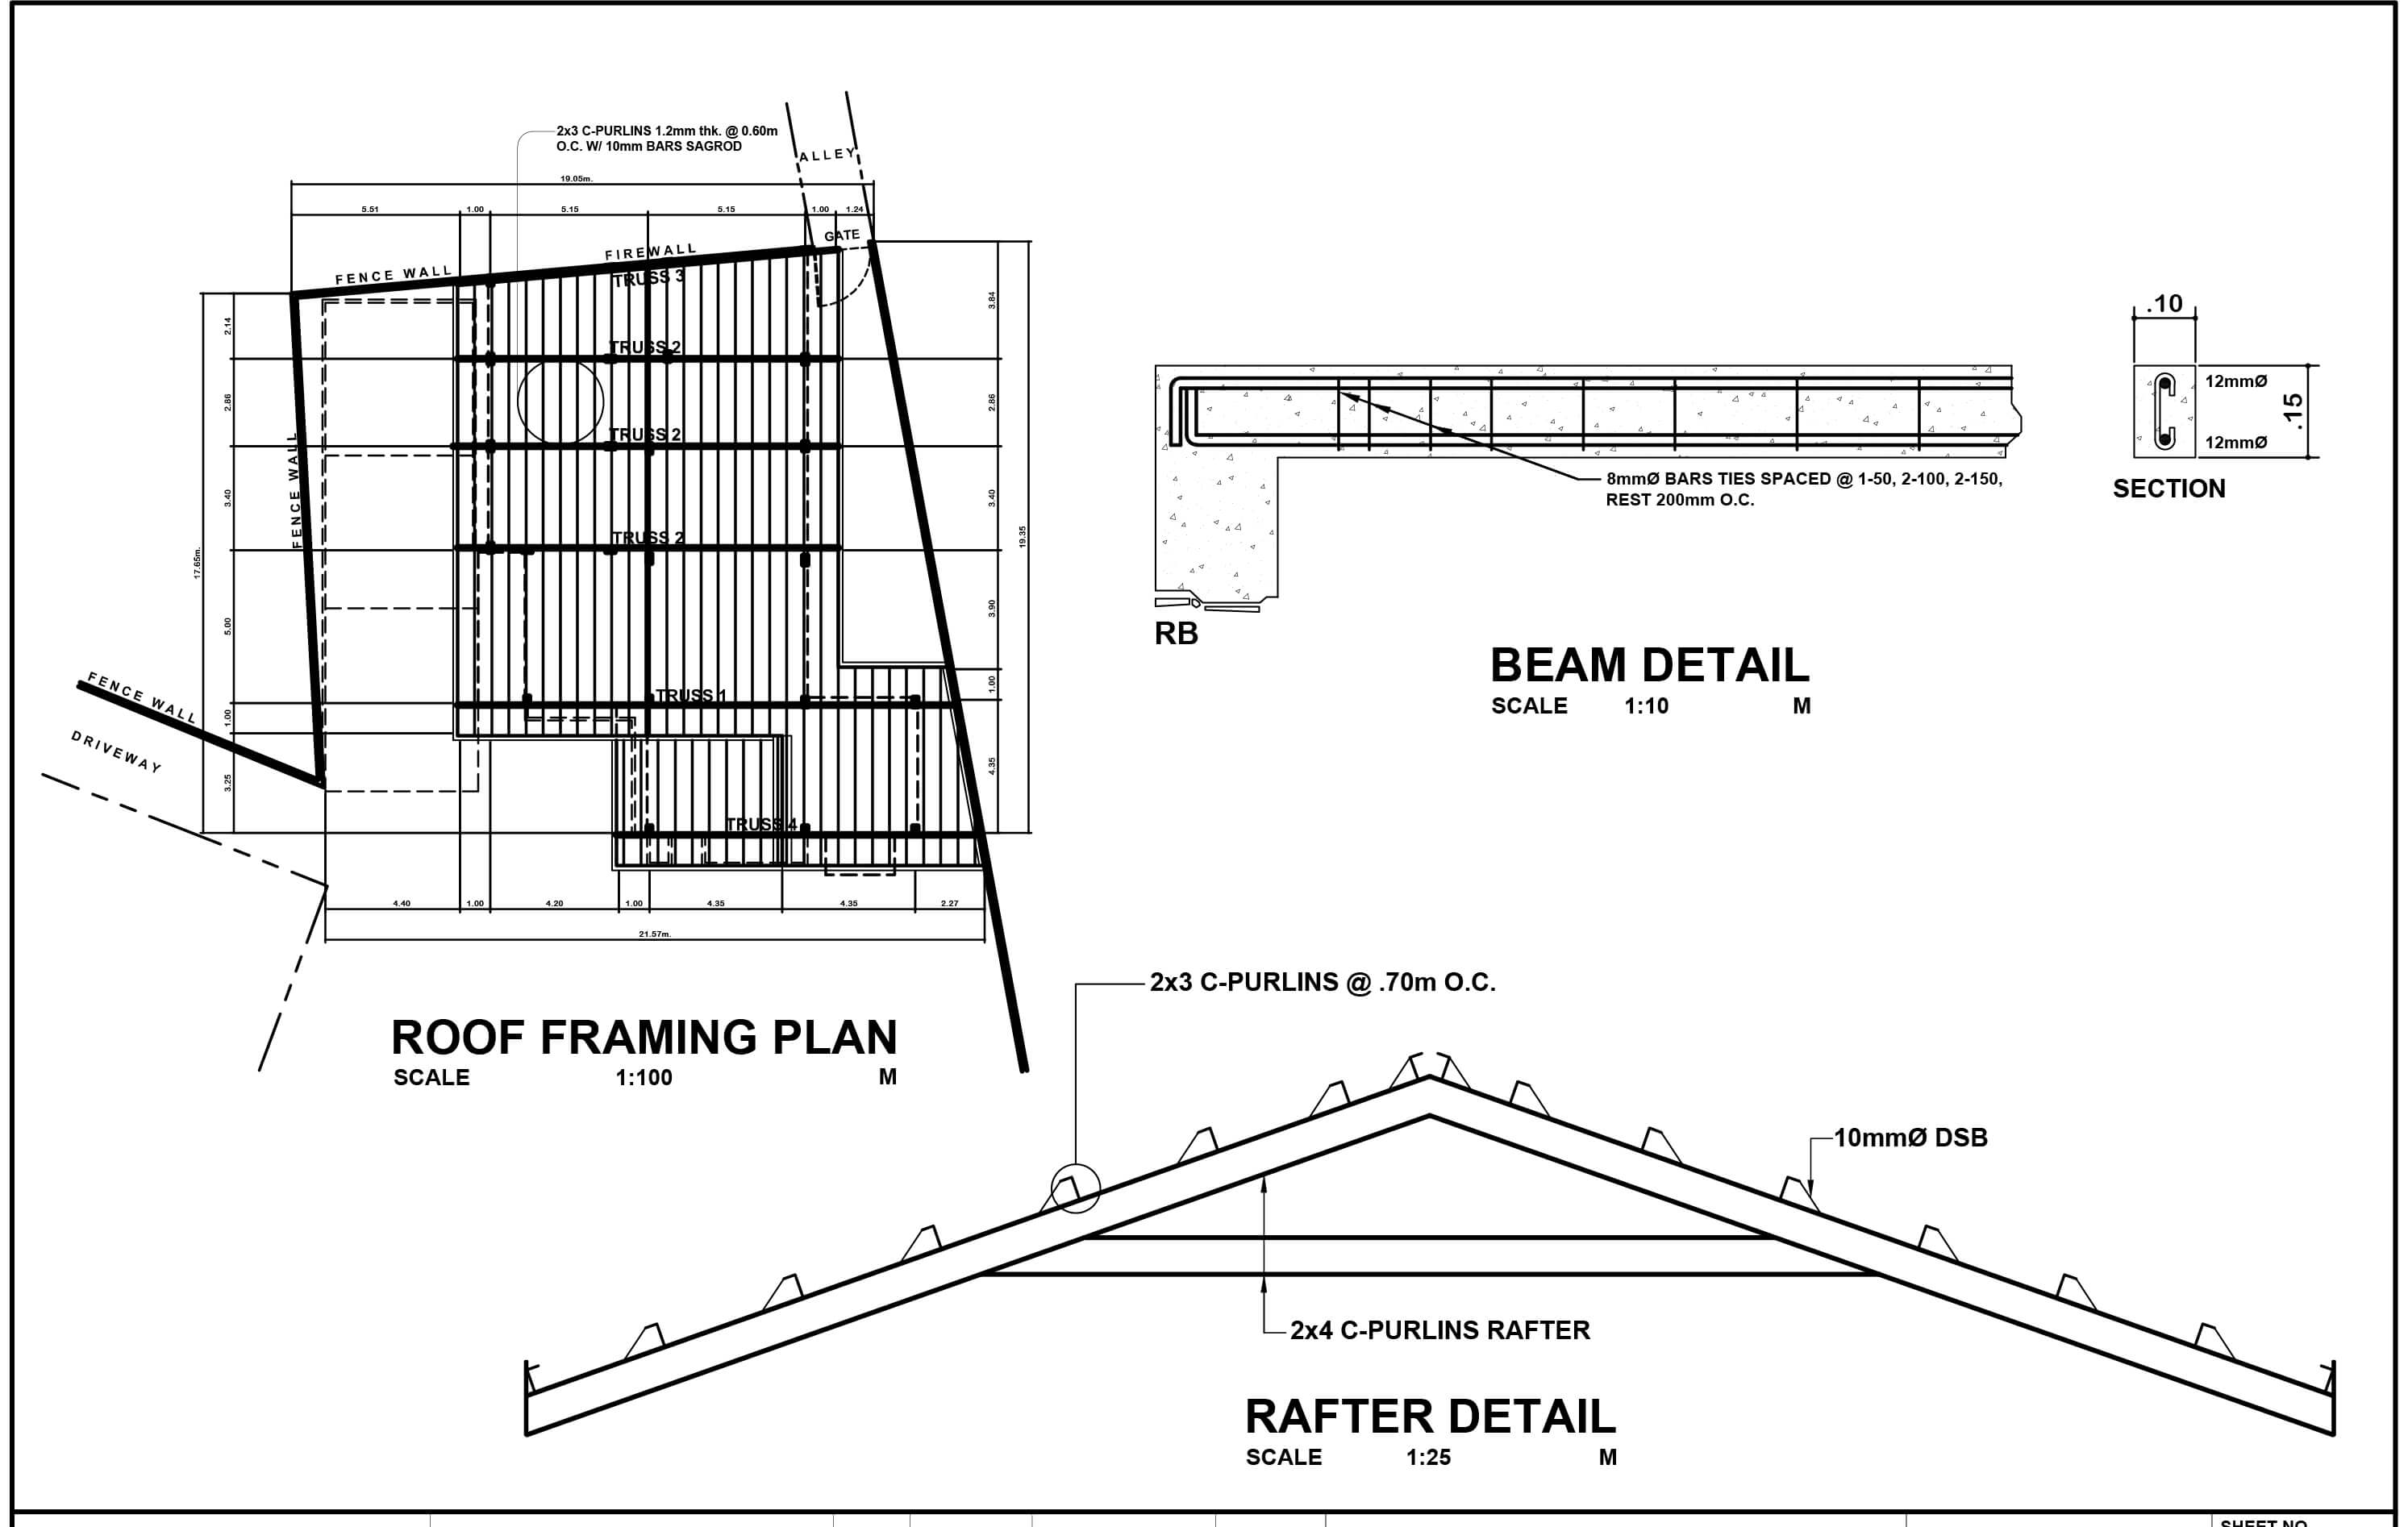 2x3 C-PURLINS 1.2mm thk. @ 0.60m
O.C. W/ 10mm BARS SAGROD
ALLEY
19.05m.
5.51
1.00
5.15
5.15
1.00
1.24
GATE
FIREWALL
FENCE WALL
TRUSS 3
2.14
3.84
TRUSS 2
2.86
2.86
TRUSS 2
FENCE WALL
3.40
3.40
TRUSS 2
17.65m.
19.35
5.00
3.90
FENCE WALL
DRIVEWAY
TRUSS 1
1.00
1.00
3.25
4.35
TRUSS 4
4.40
1.00
4.20
1.00
4.35
4.35
2.27
21.57m.
ROOF FRAMING PLAN
SCALE 1:100 M
8mmØ BARS TIES SPACED @ 1-50, 2-100, 2-150,
REST 200mm O.C.
RB
BEAM DETAIL
SCALE 1:10 M
.10
12mmØ
12mmØ
.15
SECTION
2x3 C-PURLINS @ .70m O.C.
10mmØ DSB
2x4 C-PURLINS RAFTER
RAFTER DETAIL
SCALE 1:25 M
SHEET NO.